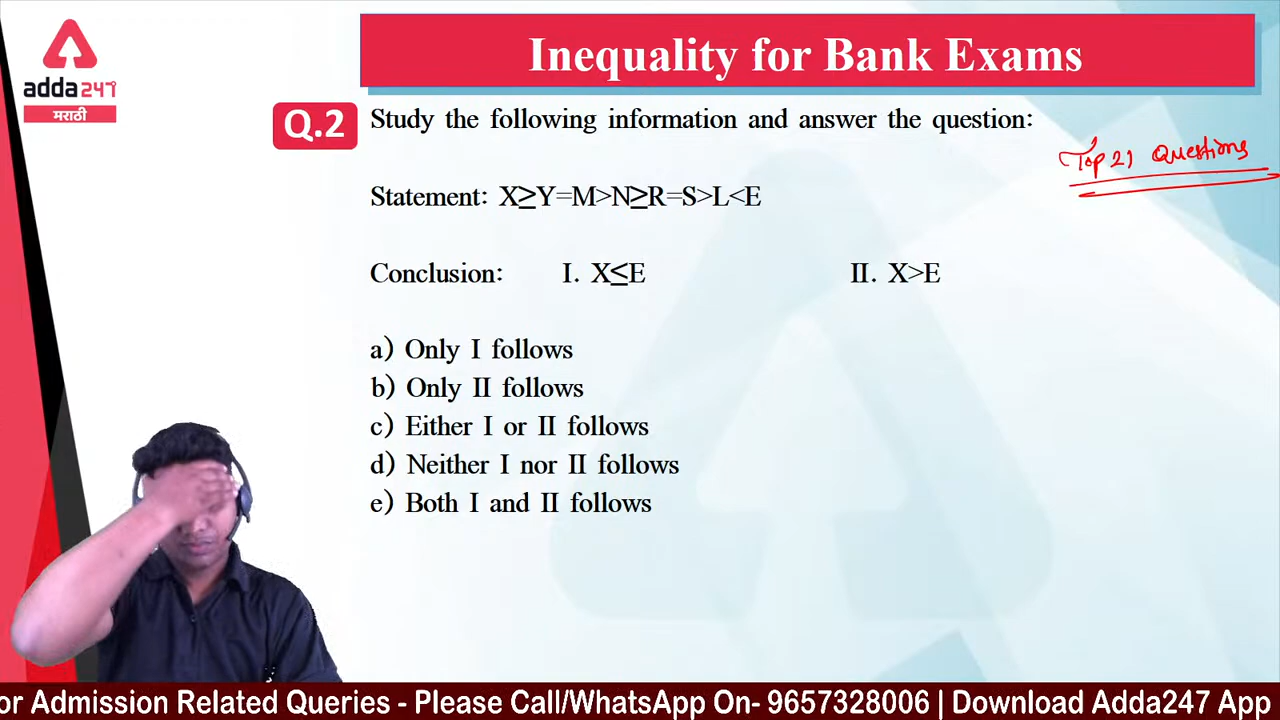 adda247
मराठी
Inequality for Bank Exams
Q.2
Study the following information and answer the question:
Top 21 Questions
Statement: X≥Y=M>N≥R=S>L<E
Conclusion: I. X≤E II. X>E
a) Only I follows
b) Only II follows
c) Either I or II follows
d) Neither I nor II follows
e) Both I and II follows
or Admission Related Queries - Please Call/WhatsApp On- 9657328006 | Download Adda247 App